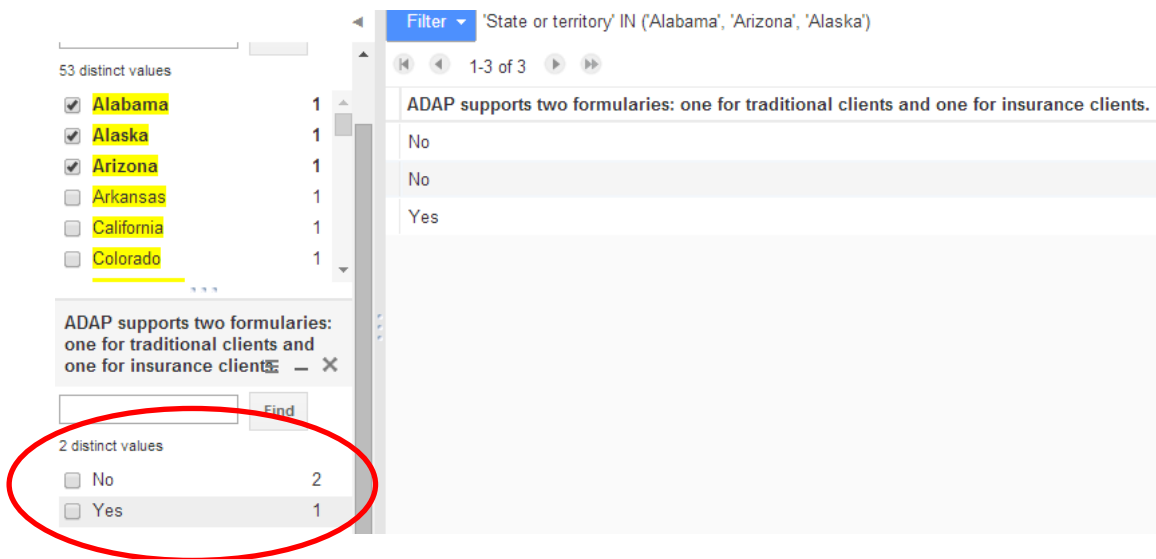 Filter 'State or territory' IN ('Alabama', 'Arizona', 'Alaska')
1-3 of 3
53 distinct values
Alabama 1
Alaska 1
Arizona 1
Arkansas 1
California 1
Colorado 1
ADAP supports two formularies:
one for traditional clients and
one for insurance clients
Find
2 distinct values
No 2
Yes 1
ADAP supports two formularies: one for traditional clients and one for insurance clients.
No
No
Yes